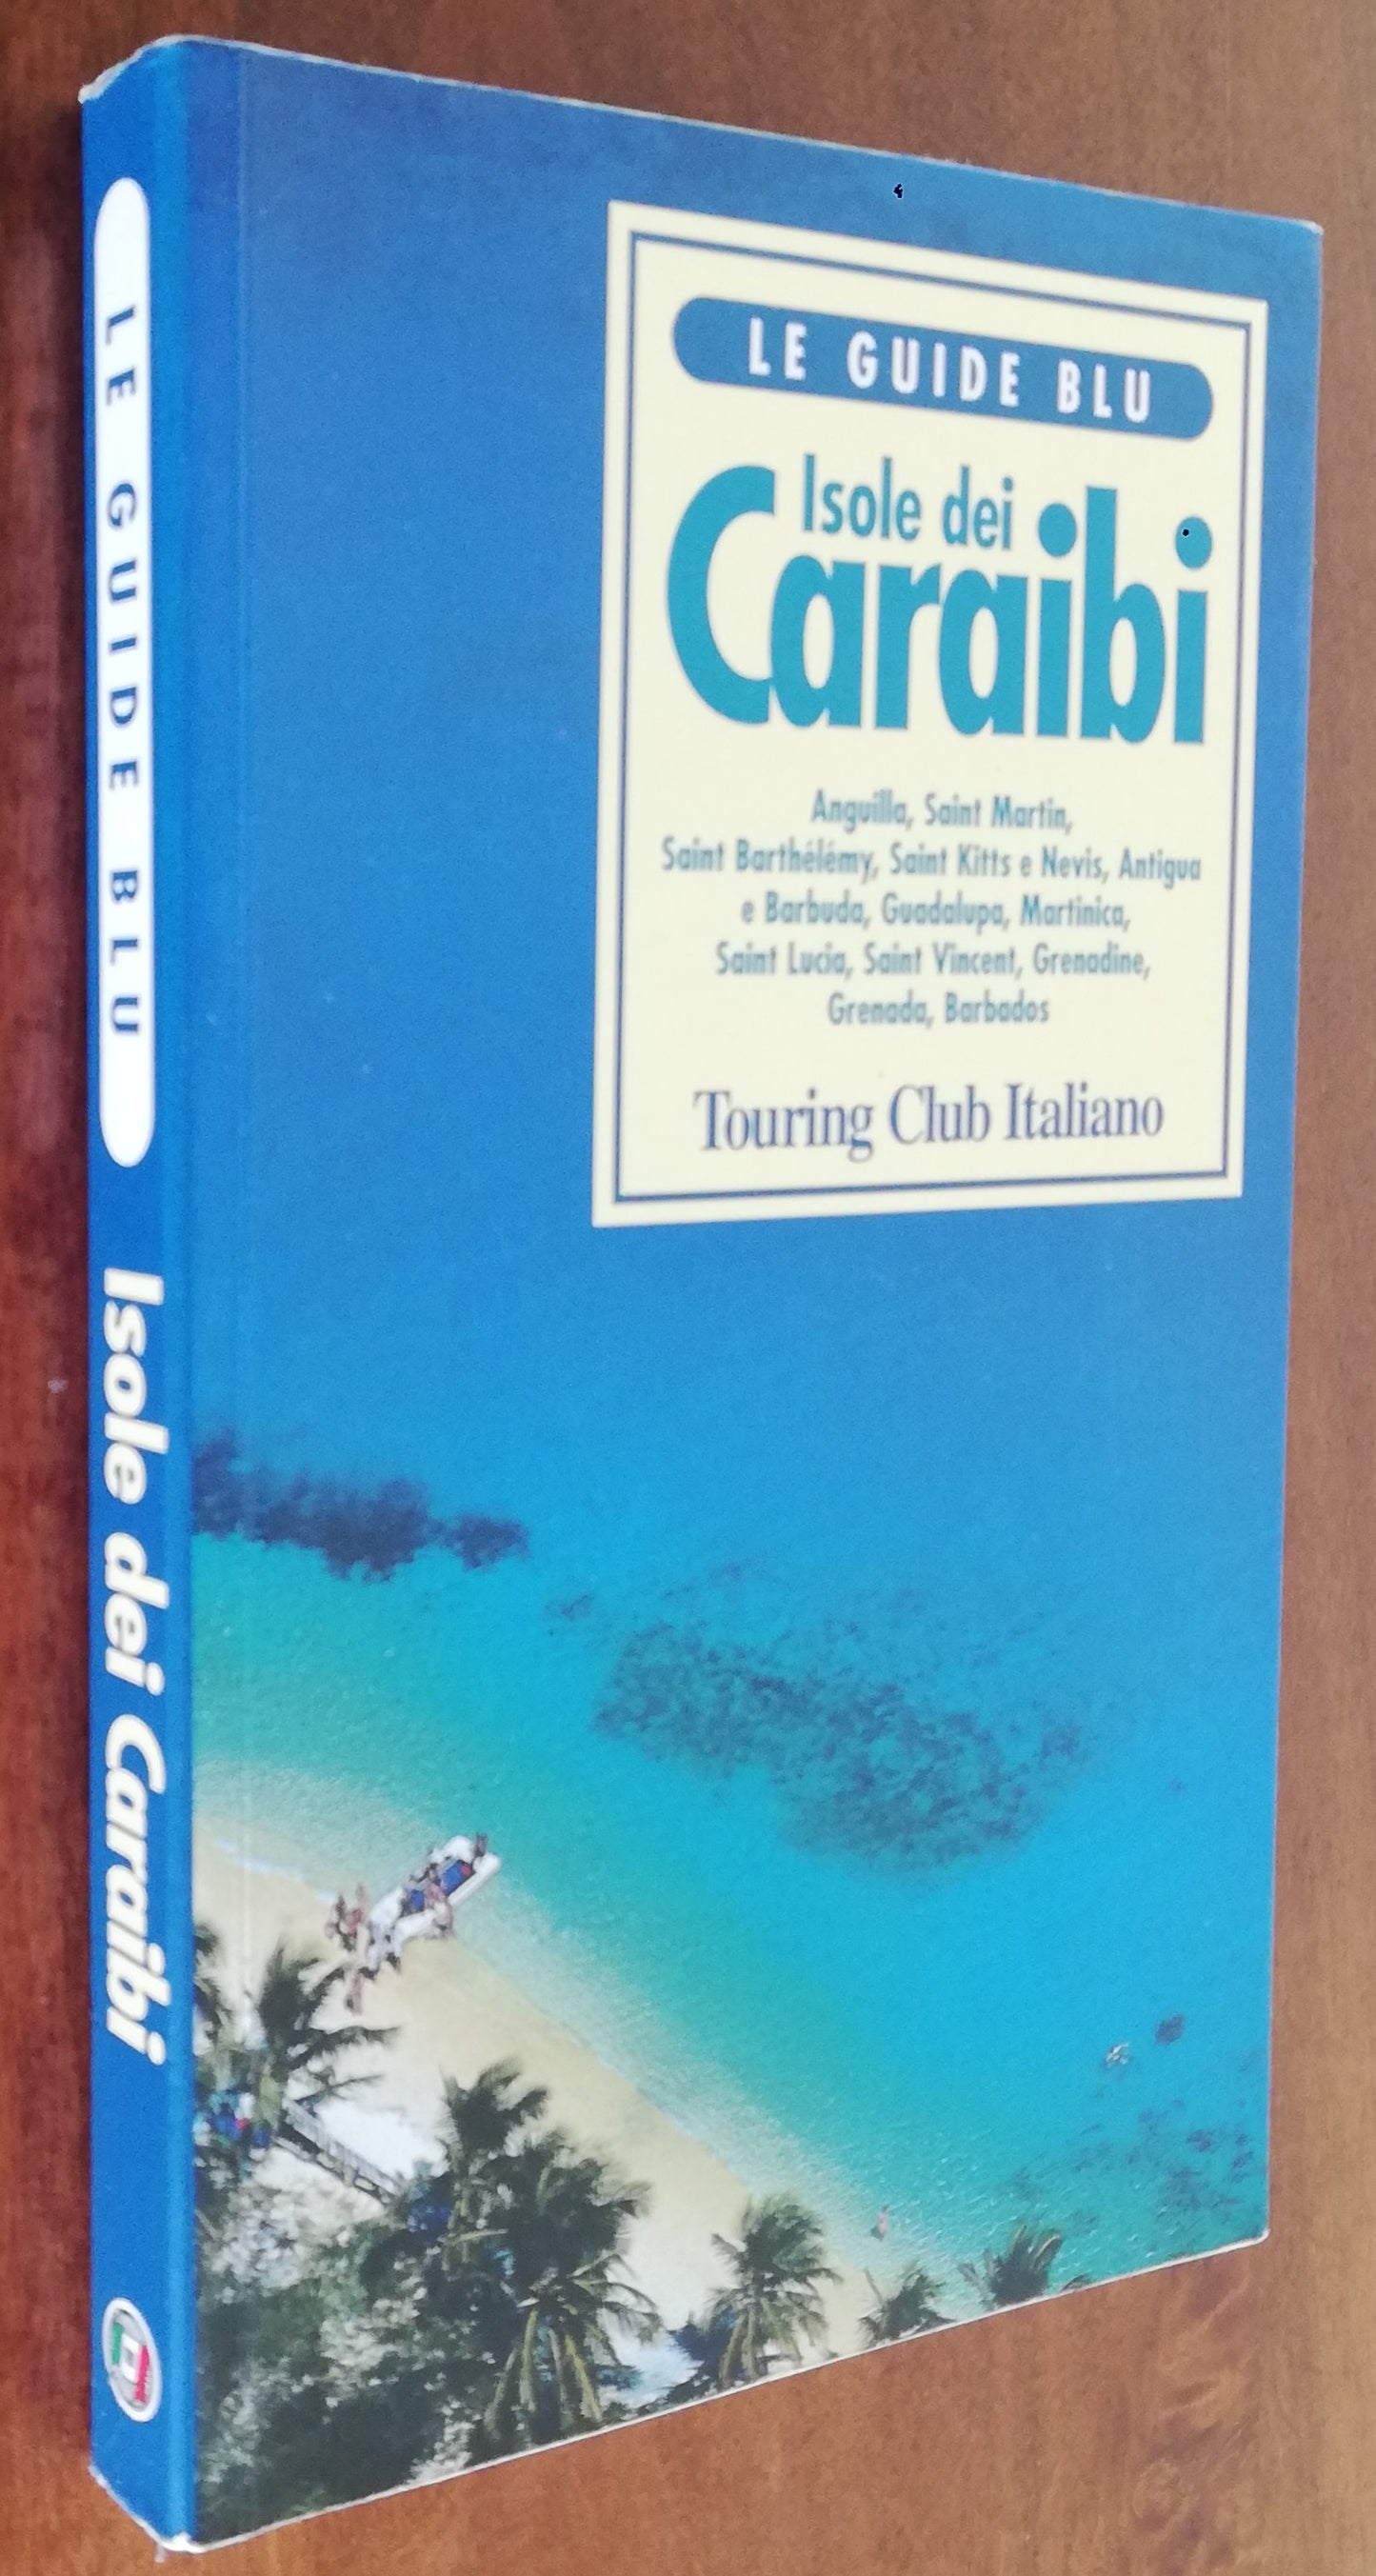 LE GUIDE BLU
Isole dei Caraibi
LE GUIDE BLU
Isole dei
Caraibi
Anguilla, Saint Martin,
Saint Barthélémy, Saint Kitts e Nevis, Antigua
e Barbuda, Guadalupa, Martinica,
Saint Lucia, Saint Vincent, Grenadine,
Grenada, Barbados
Touring Club Italiano